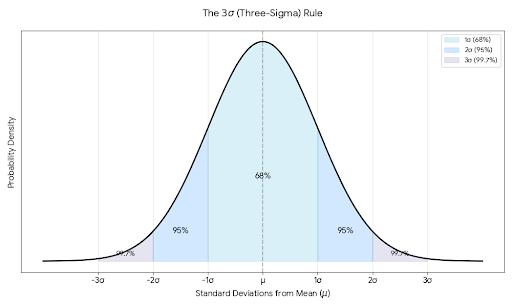 The 3σ (Three-Sigma) Rule
1σ (68%)
2σ (95%)
3σ (99.7%)
Probability Density
68%
95%
95%
99.7%
99.7%
-3σ
-2σ
-1σ
μ
1σ
2σ
3σ
Standard Deviations from Mean (μ)